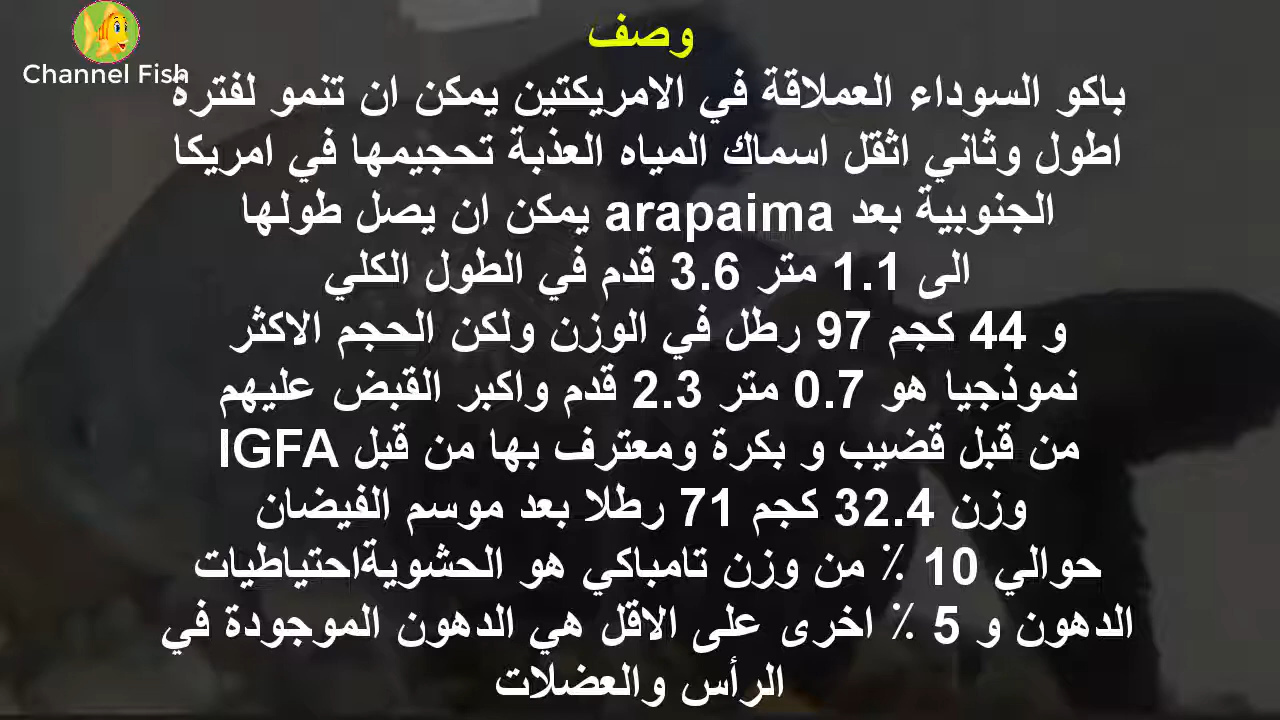 وصف
Channel Fish
باكو السوداء العملاقة في الامريكتين يمكن ان تنمو لفترة
اطول وثاني اثقل اسماك المياه العذبة تحجيمها في امريكا
الجنوبية بعد arapaima يمكن ان يصل طولها
الى 1.1 متر 3.6 قدم في الطول الكلي
و 44 كجم 97 رطل في الوزن ولكن الحجم الاكثر
نموذجيا هو 0.7 متر 2.3 قدم واكبر القبض عليهم
من قبل قضيب و بكرة ومعترف بها من قبل IGFA
وزن 32.4 كجم 71 رطلا بعد موسم الفيضان
حوالي 10 ٪ من وزن تامباكي هو الحشويةاحتياطيات
الدهون و 5 ٪ اخرى على الاقل هي الدهون الموجودة في
الرأس والعضلات